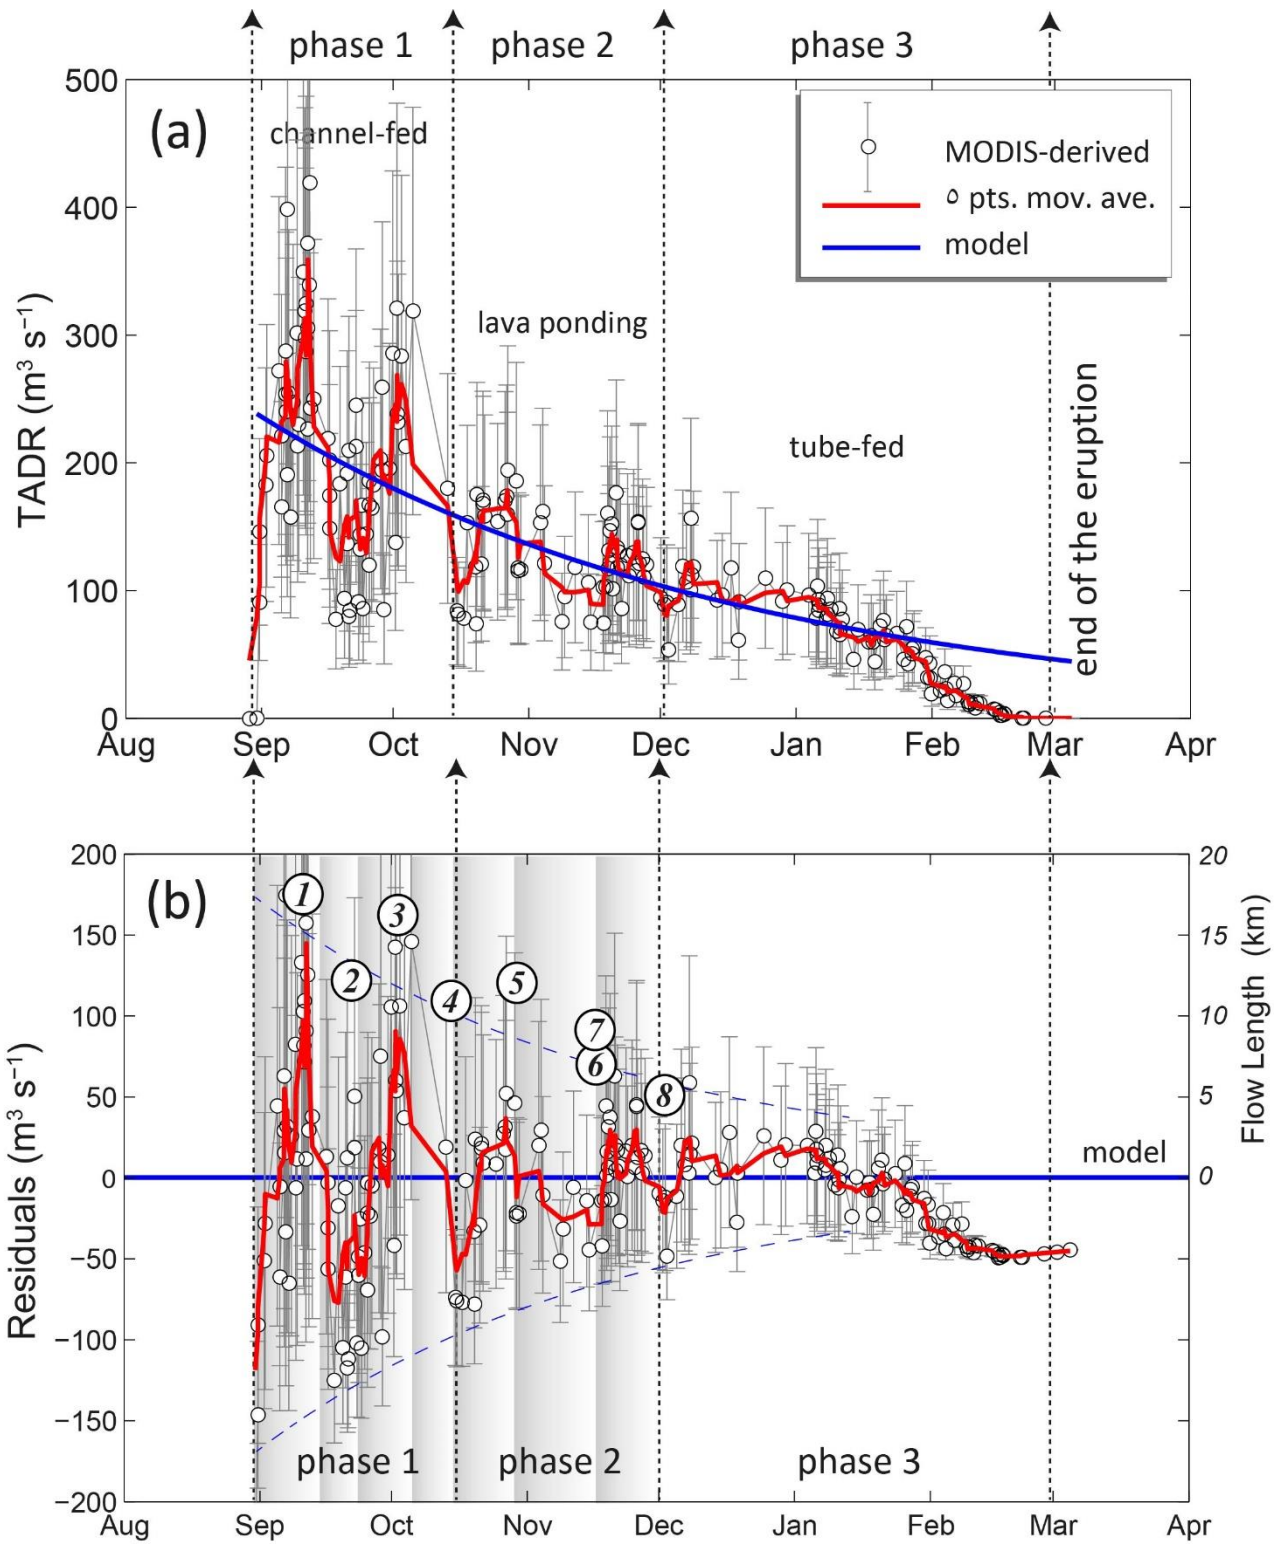 phase 1 phase 2 phase 3
(a)
channel-fed
lava ponding
tube-fed
end of the eruption
MODIS-derived
pts. mov. ave.
model
TADR (m³ s⁻¹)
500
400
300
200
100
0
Aug Sep Oct Nov Dec Jan Feb Mar Apr
(b)
1
2
3
4
5
6
7
8
model
phase 1 phase 2 phase 3
Residuals (m³ s⁻¹)
200
150
100
50
0
−50
−100
−150
−200
20
15
10
5
0
Flow Length (km)
Aug Sep Oct Nov Dec Jan Feb Mar Apr